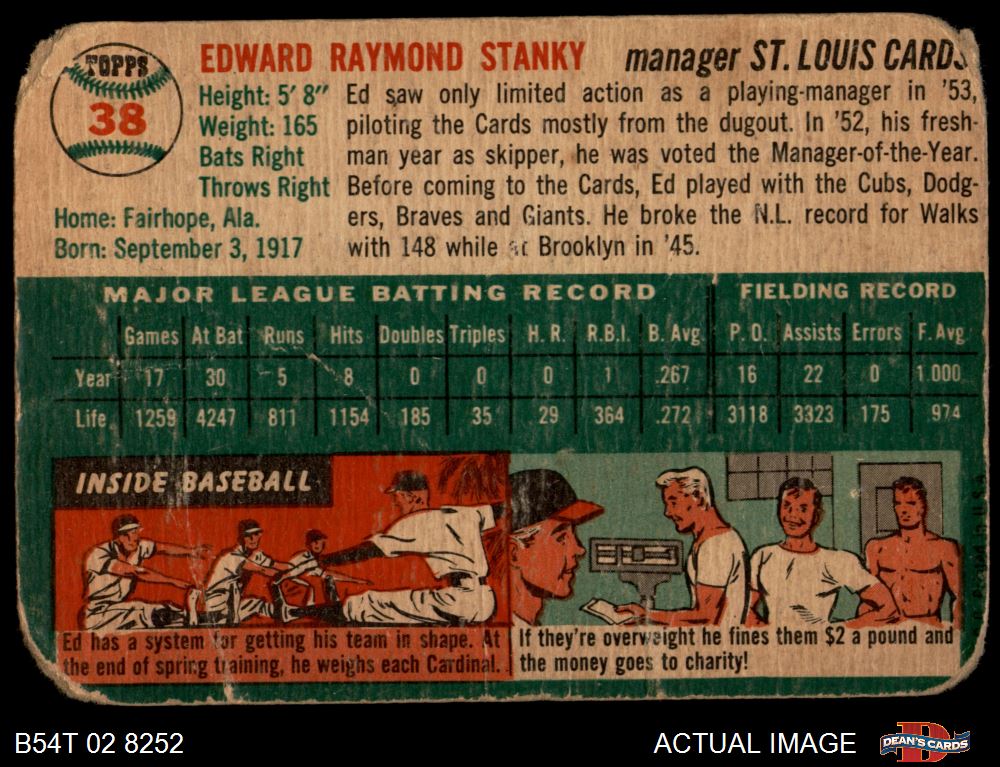 TOPPS
38
EDWARD RAYMOND STANKY manager ST. LOUIS CARDS
Height: 5' 8"
Weight: 165
Bats Right
Throws Right
Home: Fairhope, Ala.
Born: September 3, 1917
Ed saw only limited action as a playing-manager in '53,
piloting the Cards mostly from the dugout. In '52, his fresh-
man year as skipper, he was voted the Manager-of-the-Year.
Before coming to the Cards, Ed played with the Cubs, Dodg-
ers, Braves and Giants. He broke the N.L. record for Walks
with 148 while at Brooklyn in '45.
MAJOR LEAGUE BATTING RECORD FIELDING RECORD
Games At Bat Runs Hits Doubles Triples H. R. R.B.I. B. Avg. P. O. Assists Errors F. Avg.
Year 17 30 5 8 0 0 0 1 .267 16 22 0 1.000
Life 1259 4247 811 1154 185 35 29 364 .272 3118 3323 175 .974
INSIDE BASEBALL
Ed has a system for getting his team in shape. At
the end of spring training, he weighs each Cardinal.
If they're overweight he fines them $2 a pound and
the money goes to charity!
B54T 02 8252
ACTUAL IMAGE
DEAN'S CARDS